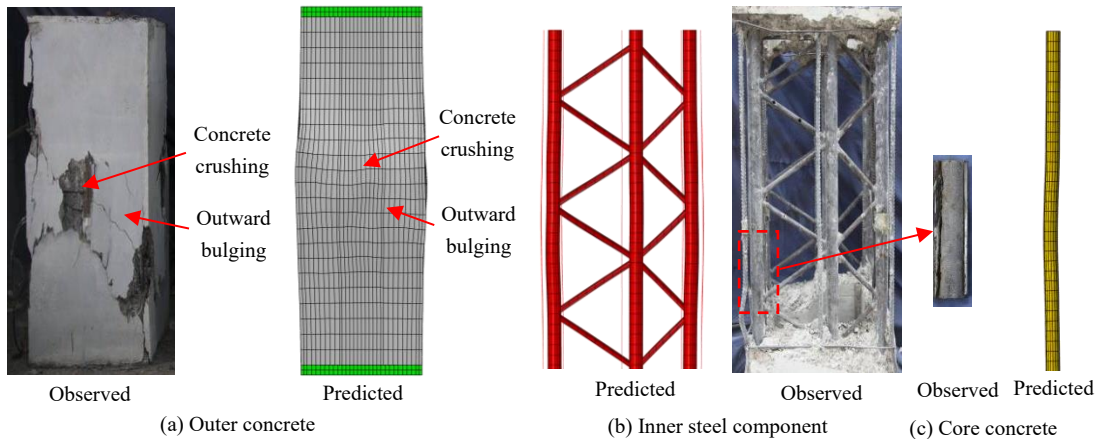 Concrete
crushing
Outward
bulging
Concrete
crushing
Outward
bulging
Observed
Predicted
Predicted
Observed
Observed
Predicted
(a) Outer concrete
(b) Inner steel component
(c) Core concrete